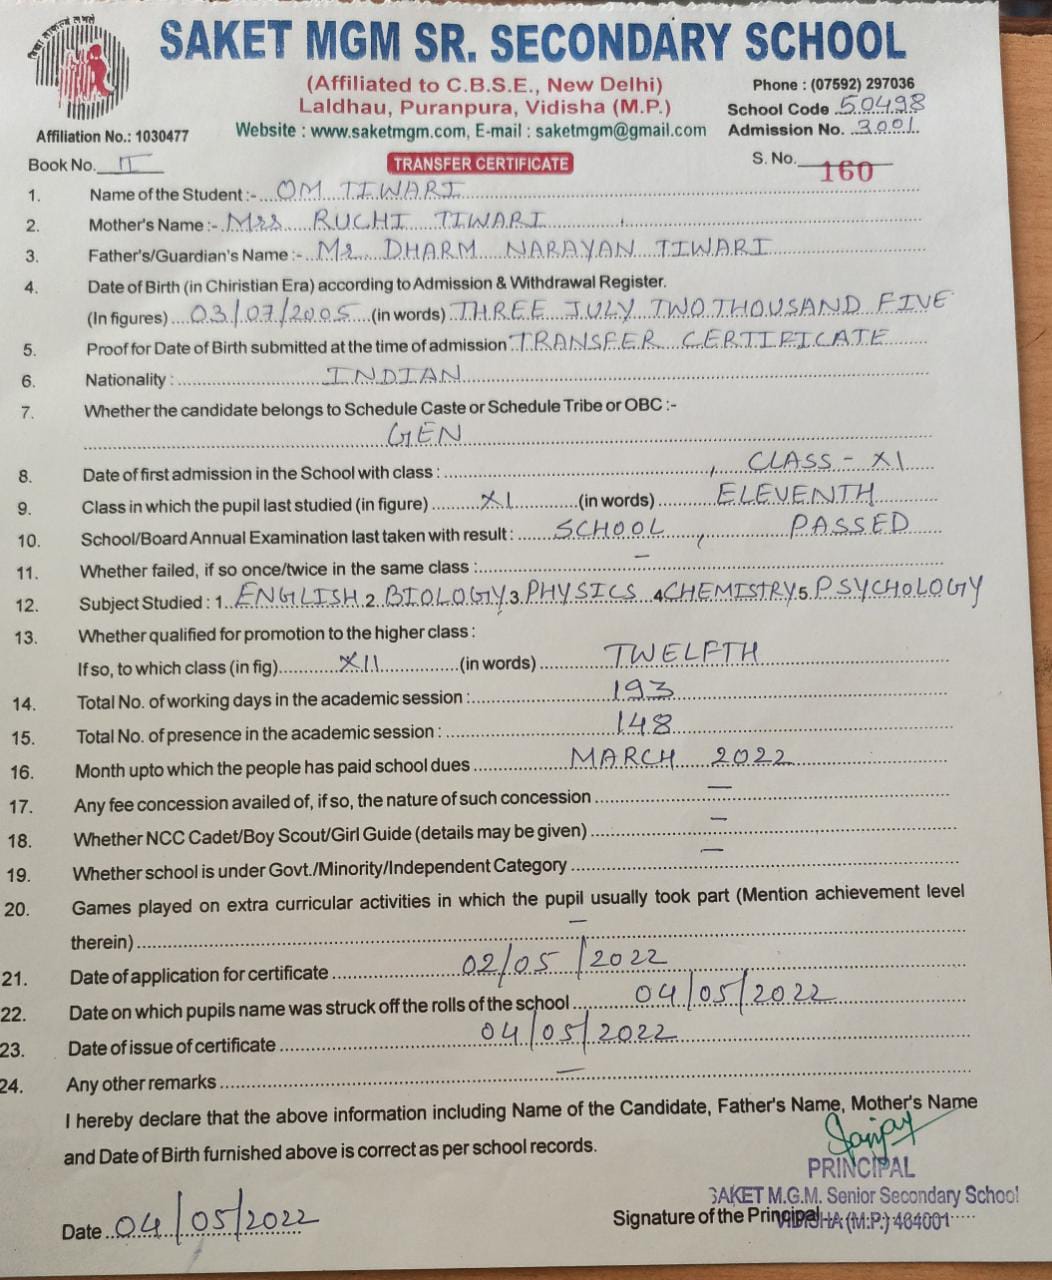 SAKET MGM SR. SECONDARY SCHOOL
(Affiliated to C.B.S.E., New Delhi)
Laldhau, Puranpura, Vidisha (M.P.)
Website : www.saketmgm.com, E-mail : saketmgm@gmail.com
Phone : (07592) 297036
School Code 50498
Admission No. 3001
Affiliation No.: 1030477
Book No. II
TRANSFER CERTIFICATE
S. No. 160
1. Name of the Student :- OM TIWARI
2. Mother's Name :- Mrs RUCHI TIWARI
3. Father's/Guardian's Name :- Mr. DHARM NARAYAN TIWARI
4. Date of Birth (in Chiristian Era) according to Admission & Withdrawal Register.
(In figures) 03/07/2005 (in words) THREE JULY TWO THOUSAND FIVE
5. Proof for Date of Birth submitted at the time of admission TRANSFER CERTIFICATE
6. Nationality : INDIAN
7. Whether the candidate belongs to Schedule Caste or Schedule Tribe or OBC :-
GEN
8. Date of first admission in the School with class : , CLASS - XI
9. Class in which the pupil last studied (in figure) XI (in words) ELEVENTH
10. School/Board Annual Examination last taken with result : SCHOOL , PASSED
11. Whether failed, if so once/twice in the same class : —
12. Subject Studied : 1. ENGLISH 2. BIOLOGY 3. PHYSICS 4 CHEMISTRY 5. PSYCHOLOGY
13. Whether qualified for promotion to the higher class :
If so, to which class (in fig) XII (in words) TWELFTH
14. Total No. of working days in the academic session : 193
15. Total No. of presence in the academic session : 148
16. Month upto which the people has paid school dues MARCH 2022
17. Any fee concession availed of, if so, the nature of such concession —
18. Whether NCC Cadet/Boy Scout/Girl Guide (details may be given) —
19. Whether school is under Govt./Minority/Independent Category —
20. Games played on extra curricular activities in which the pupil usually took part (Mention achievement level
therein) —
21. Date of application for certificate 02/05/2022
22. Date on which pupils name was struck off the rolls of the school 04/05/2022
23. Date of issue of certificate 04/05/2022
24. Any other remarks —
I hereby declare that the above information including Name of the Candidate, Father's Name, Mother's Name
and Date of Birth furnished above is correct as per school records.
Sanjay
PRINCIPAL
SAKET M.G.M. Senior Secondary School
VIDISHA (M.P.) 464001
Date 04/05/2022
Signature of the Principal